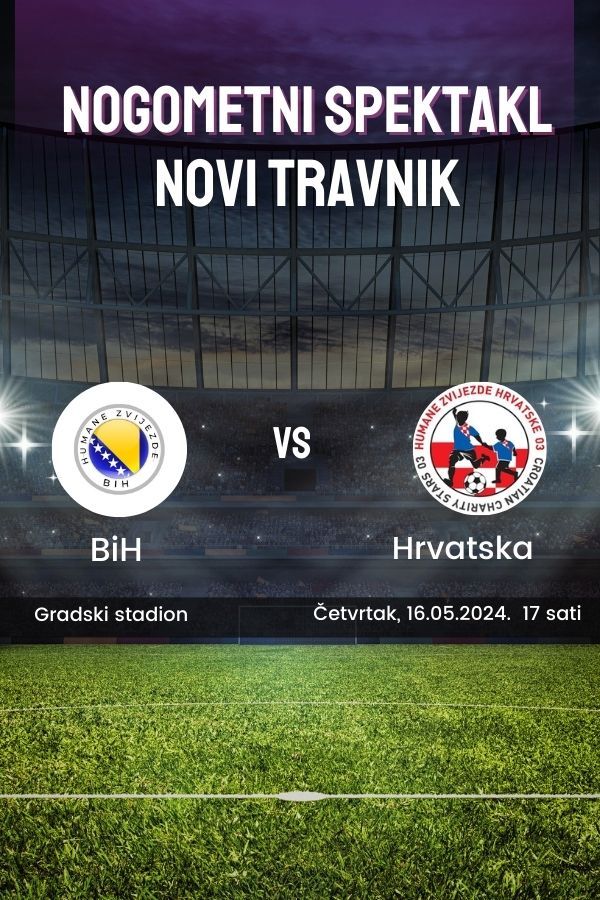 NOGOMETNI SPEKTAKL
NOVI TRAVNIK
HUMANE ZVIJEZDE
BIH
VS
HUMANE ZVIJEZDE HRVATSKE 03
CROATIAN CHARITY STARS 03
BiH
Hrvatska
Gradski stadion
Četvrtak, 16.05.2024. 17 sati